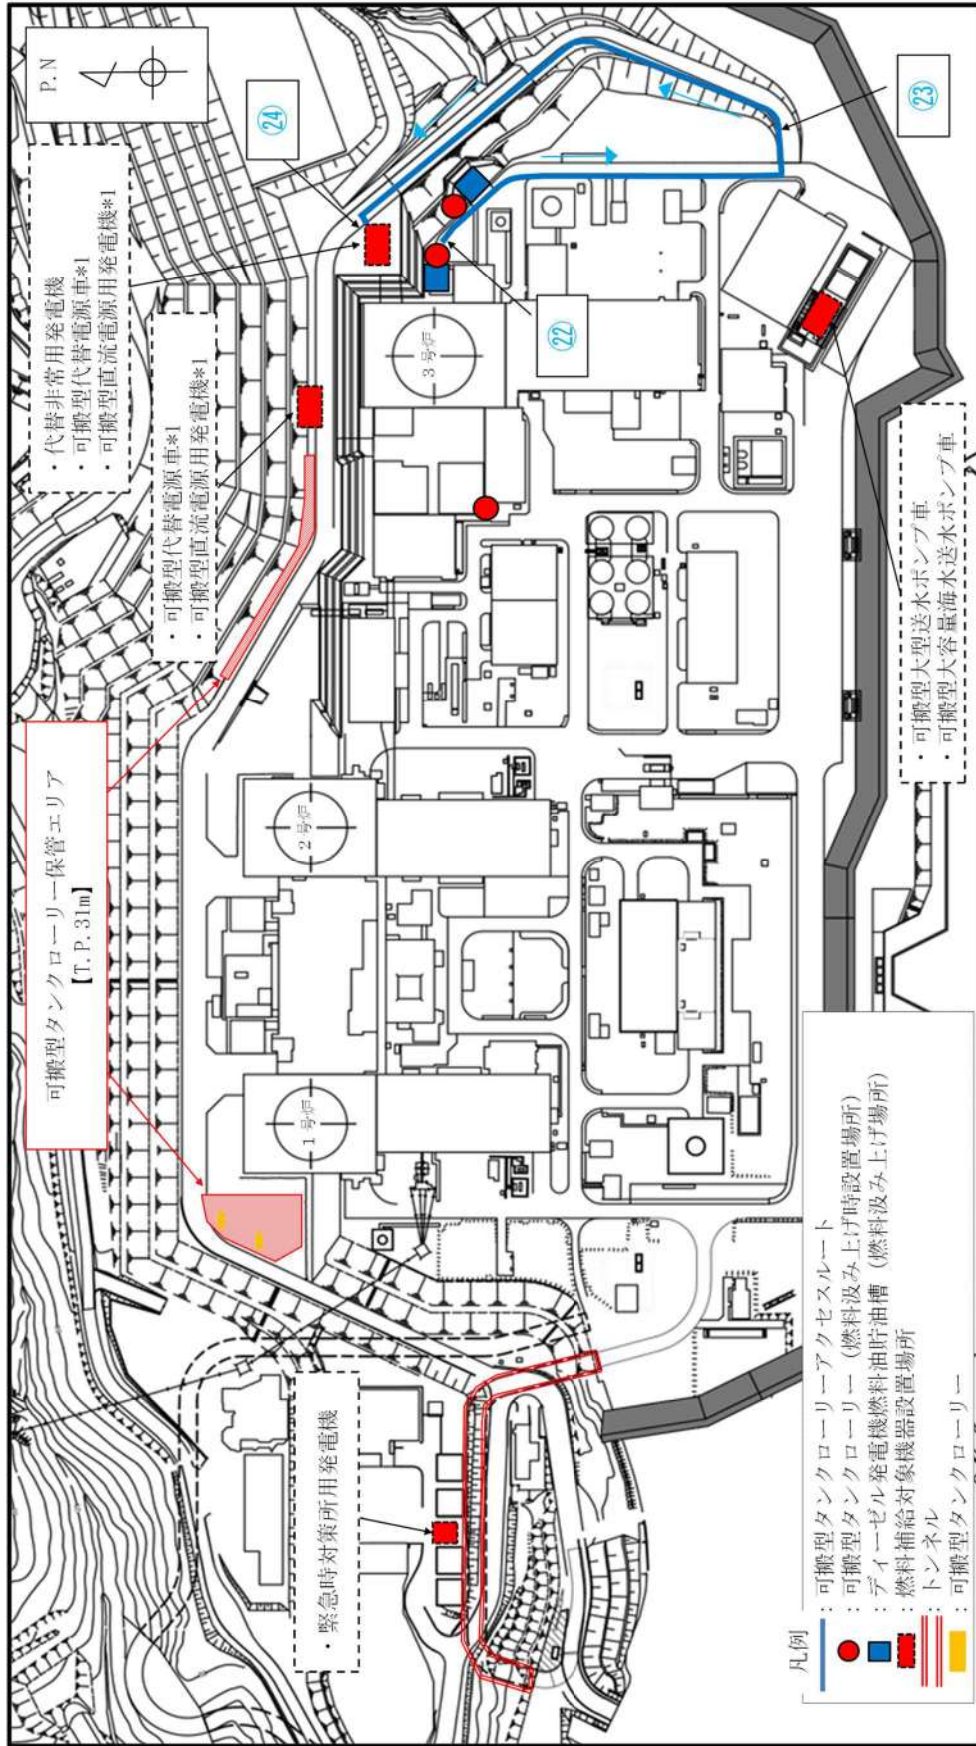 P.N
㉔
㉓
㉒
・代替非常用発電機
・可搬型代替電源車*1
・可搬型直流電源用発電機*1
・可搬型代替電源車*1
・可搬型直流電源用発電機*1
可搬型タンクローリー保管エリア
【T.P.31m】
3号炉
2号炉
1号炉
・緊急時対策所用発電機
・可搬型大型送水ポンプ車
・可搬型大容量海水送水ポンプ車
凡例
：可搬型タンクローリーアクセスルート
：可搬型タンクローリー（燃料汲み上げ時設置場所）
：ディーゼル発電機燃料油貯油槽（燃料汲み上げ場所）
：燃料補給対象機器設置場所
：トンネル
：可搬型タンクローリー